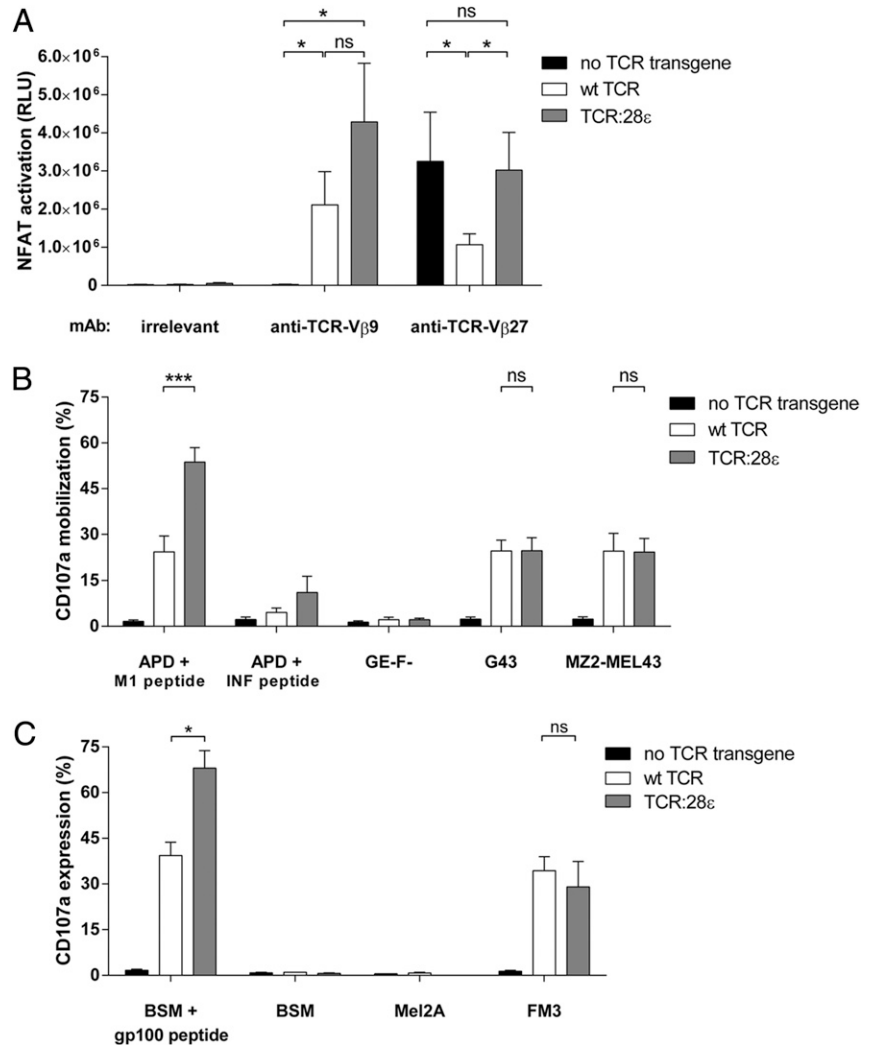 A
NFAT activation (RLU)
6.0×10⁶
5.0×10⁶
4.0×10⁶
3.0×10⁶
2.0×10⁶
1.0×10⁶
0
*
* ns
ns
* *
no TCR transgene
wt TCR
TCR:28ε
mAb: irrelevant anti-TCR-Vβ9 anti-TCR-Vβ27
B
CD107a mobilization (%)
75
60
45
30
15
0
*** ns ns
no TCR transgene
wt TCR
TCR:28ε
APD +
M1 peptide
APD +
INF peptide
GE-F-
G43
MZ2-MEL43
C
CD107a expression (%)
75
60
45
30
15
0
* ns
no TCR transgene
wt TCR
TCR:28ε
BSM +
gp100 peptide
BSM
Mel2A
FM3